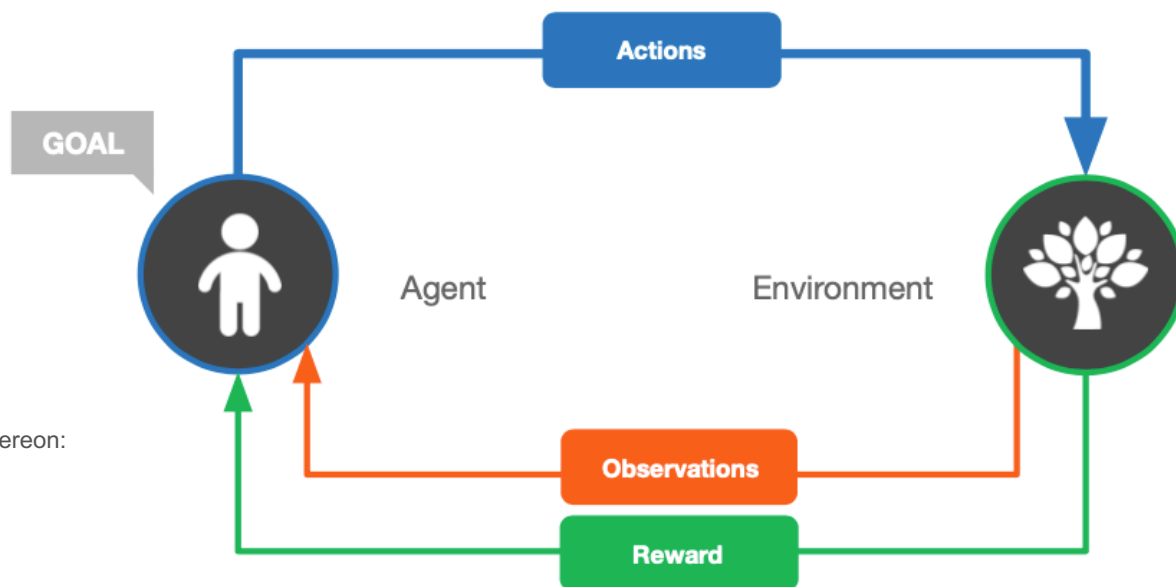 Actions
GOAL
Agent
Environment
ereon:
Observations
Reward